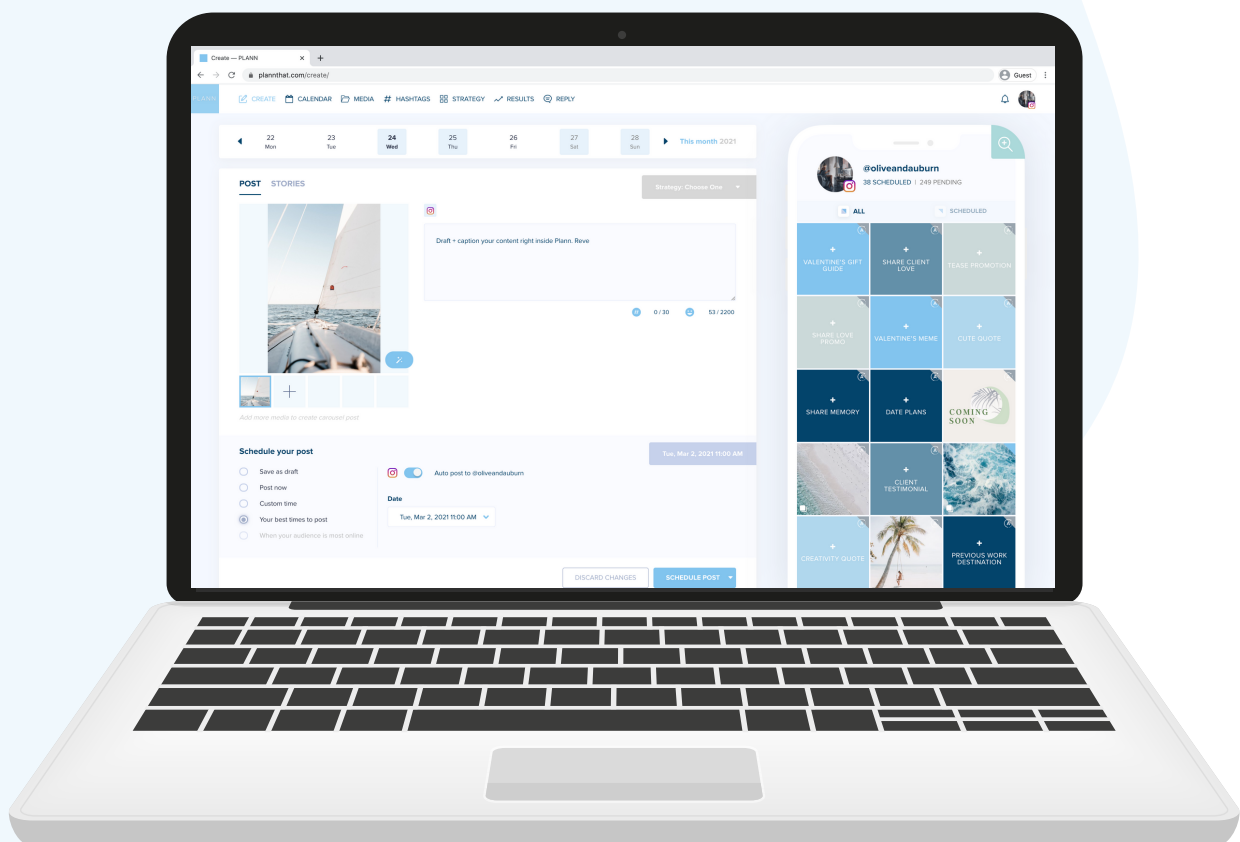 Create — PLANN
plannthat.com/create/
Guest
PLANN
CREATE CALENDAR MEDIA # HASHTAGS STRATEGY RESULTS REPLY
22 23 24 25 26 27 28
Mon Tue Wed Thu Fri Sat Sun
This month 2021
POST STORIES
Strategy: Choose One
Draft + caption your content right inside Plann. Reve
0 / 30 53 / 2200
Add more media to create carousel post
Schedule your post
Tue, Mar 2, 2021 11:00 AM
Save as draft
Post now
Custom time
Your best times to post
When your audience is most online
Auto post to @oliveandauburn
Date
Tue, Mar 2, 2021 11:00 AM
DISCARD CHANGES
SCHEDULE POST
@oliveandauburn
38 SCHEDULED | 249 PENDING
ALL
SCHEDULED
+
VALENTINE'S GIFT
GUIDE
+
SHARE CLIENT
LOVE
+
TEASE PROMOTION
+
SHARE LOVE
PROMO
+
VALENTINE'S MEME
+
CUTE QUOTE
+
SHARE MEMORY
+
DATE PLANS
COMING
SOON
+
CLIENT
TESTIMONIAL
+
CREATIVITY QUOTE
+
PREVIOUS WORK
DESTINATION